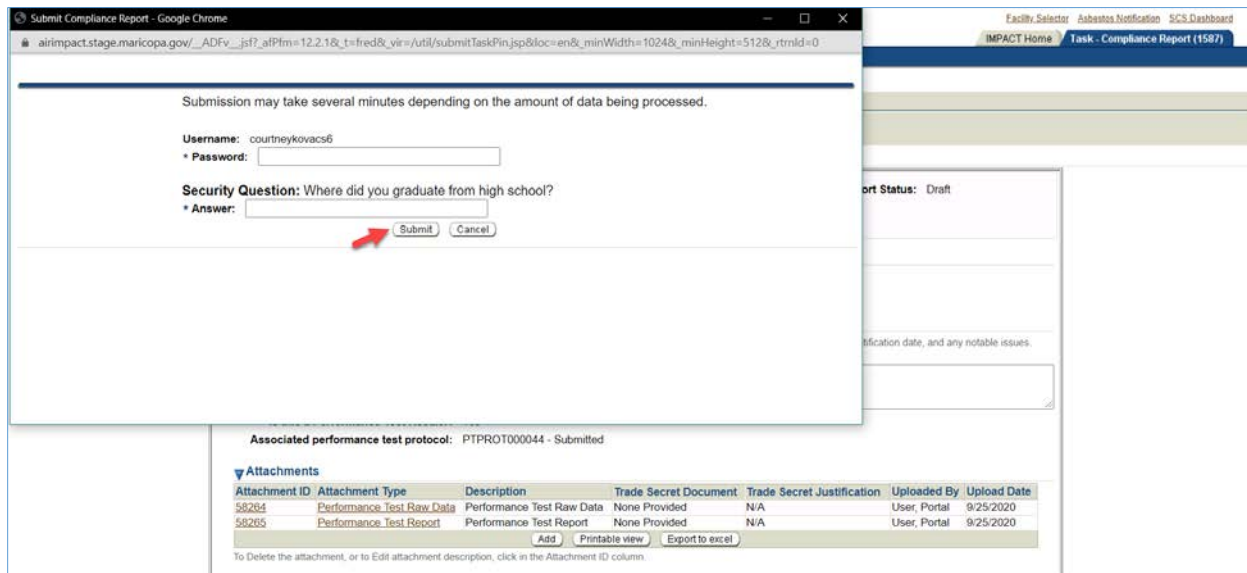 Submit Compliance Report - Google Chrome
airimpact.stage.maricopa.gov/__ADFv__.jsf?_afPfm=12.2.1&_t=fred&_vir=/util/submitTaskPin.jsp&loc=en&_minWidth=1024&_minHeight=512&_rtrnId=0
Facility Selector Asbestos Notification SCS Dashboard
IMPACT Home Task - Compliance Report (1587)
Submission may take several minutes depending on the amount of data being processed.
Username: courtneykovacs6
* Password:
Security Question: Where did you graduate from high school?
* Answer:
Submit Cancel
ort Status: Draft
tification date, and any notable issues.
Associated performance test protocol: PTPROT000044 - Submitted
Attachments
Attachment ID Attachment Type Description Trade Secret Document Trade Secret Justification Uploaded By Upload Date
58264 Performance Test Raw Data Performance Test Raw Data None Provided N/A User, Portal 9/25/2020
58265 Performance Test Report Performance Test Report None Provided N/A User, Portal 9/25/2020
Add Printable view Export to excel
To Delete the attachment, or to Edit attachment description, click in the Attachment ID column.